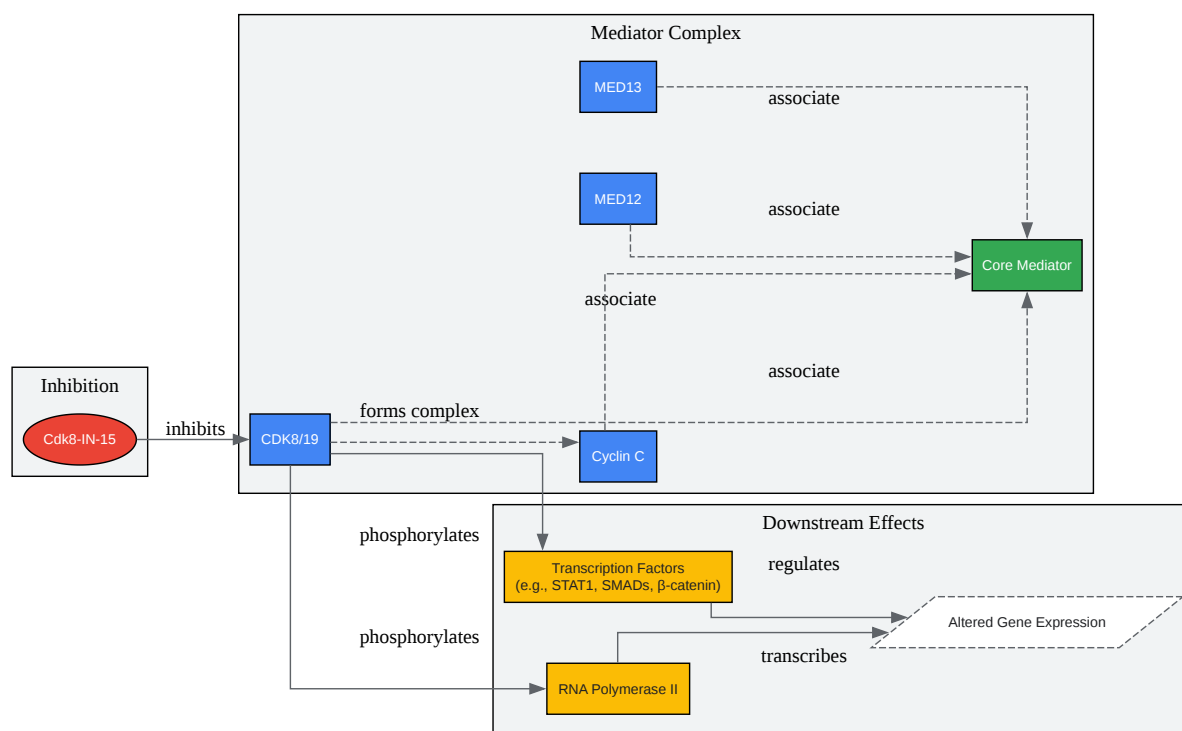 Mediator Complex
MED13
associate
MED12
associate
Core Mediator
associate
associate
Inhibition
Cdk8-IN-15
inhibits
forms complex
CDK8/19
Cyclin C
Downstream Effects
phosphorylates
Transcription Factors
(e.g., STAT1, SMADs, β-catenin)
regulates
Altered Gene Expression
phosphorylates
transcribes
RNA Polymerase II